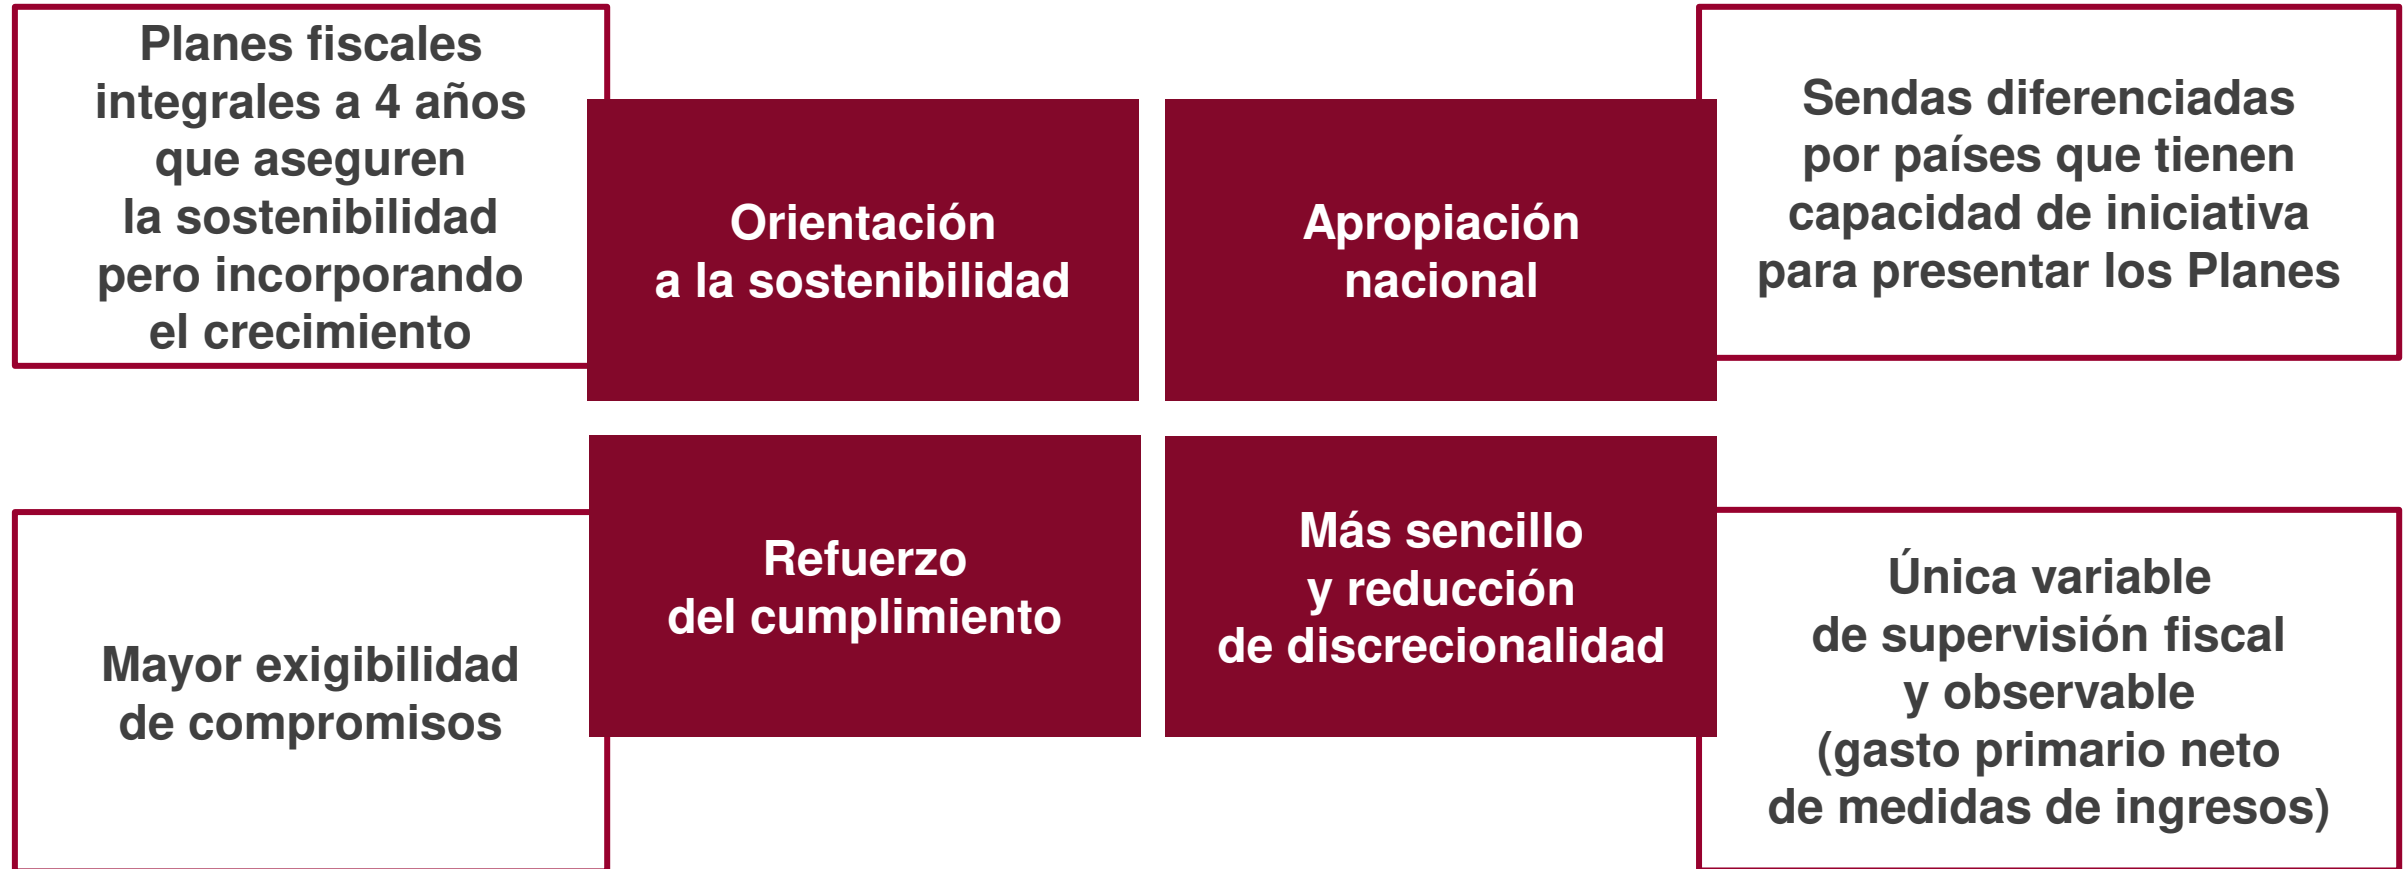 Planes fiscales
integrales a 4 años
que aseguren
la sostenibilidad
pero incorporando
el crecimiento
Orientación
a la sostenibilidad
Apropiación
nacional
Sendas diferenciadas
por países que tienen
capacidad de iniciativa
para presentar los Planes
Mayor exigibilidad
de compromisos
Refuerzo
del cumplimiento
Más sencillo
y reducción
de discrecionalidad
Única variable
de supervisión fiscal
y observable
(gasto primario neto
de medidas de ingresos)